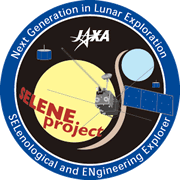 Next Generation in Lunar Exploration
JAXA
SELENE
project
SELenological and ENgineering Explorer